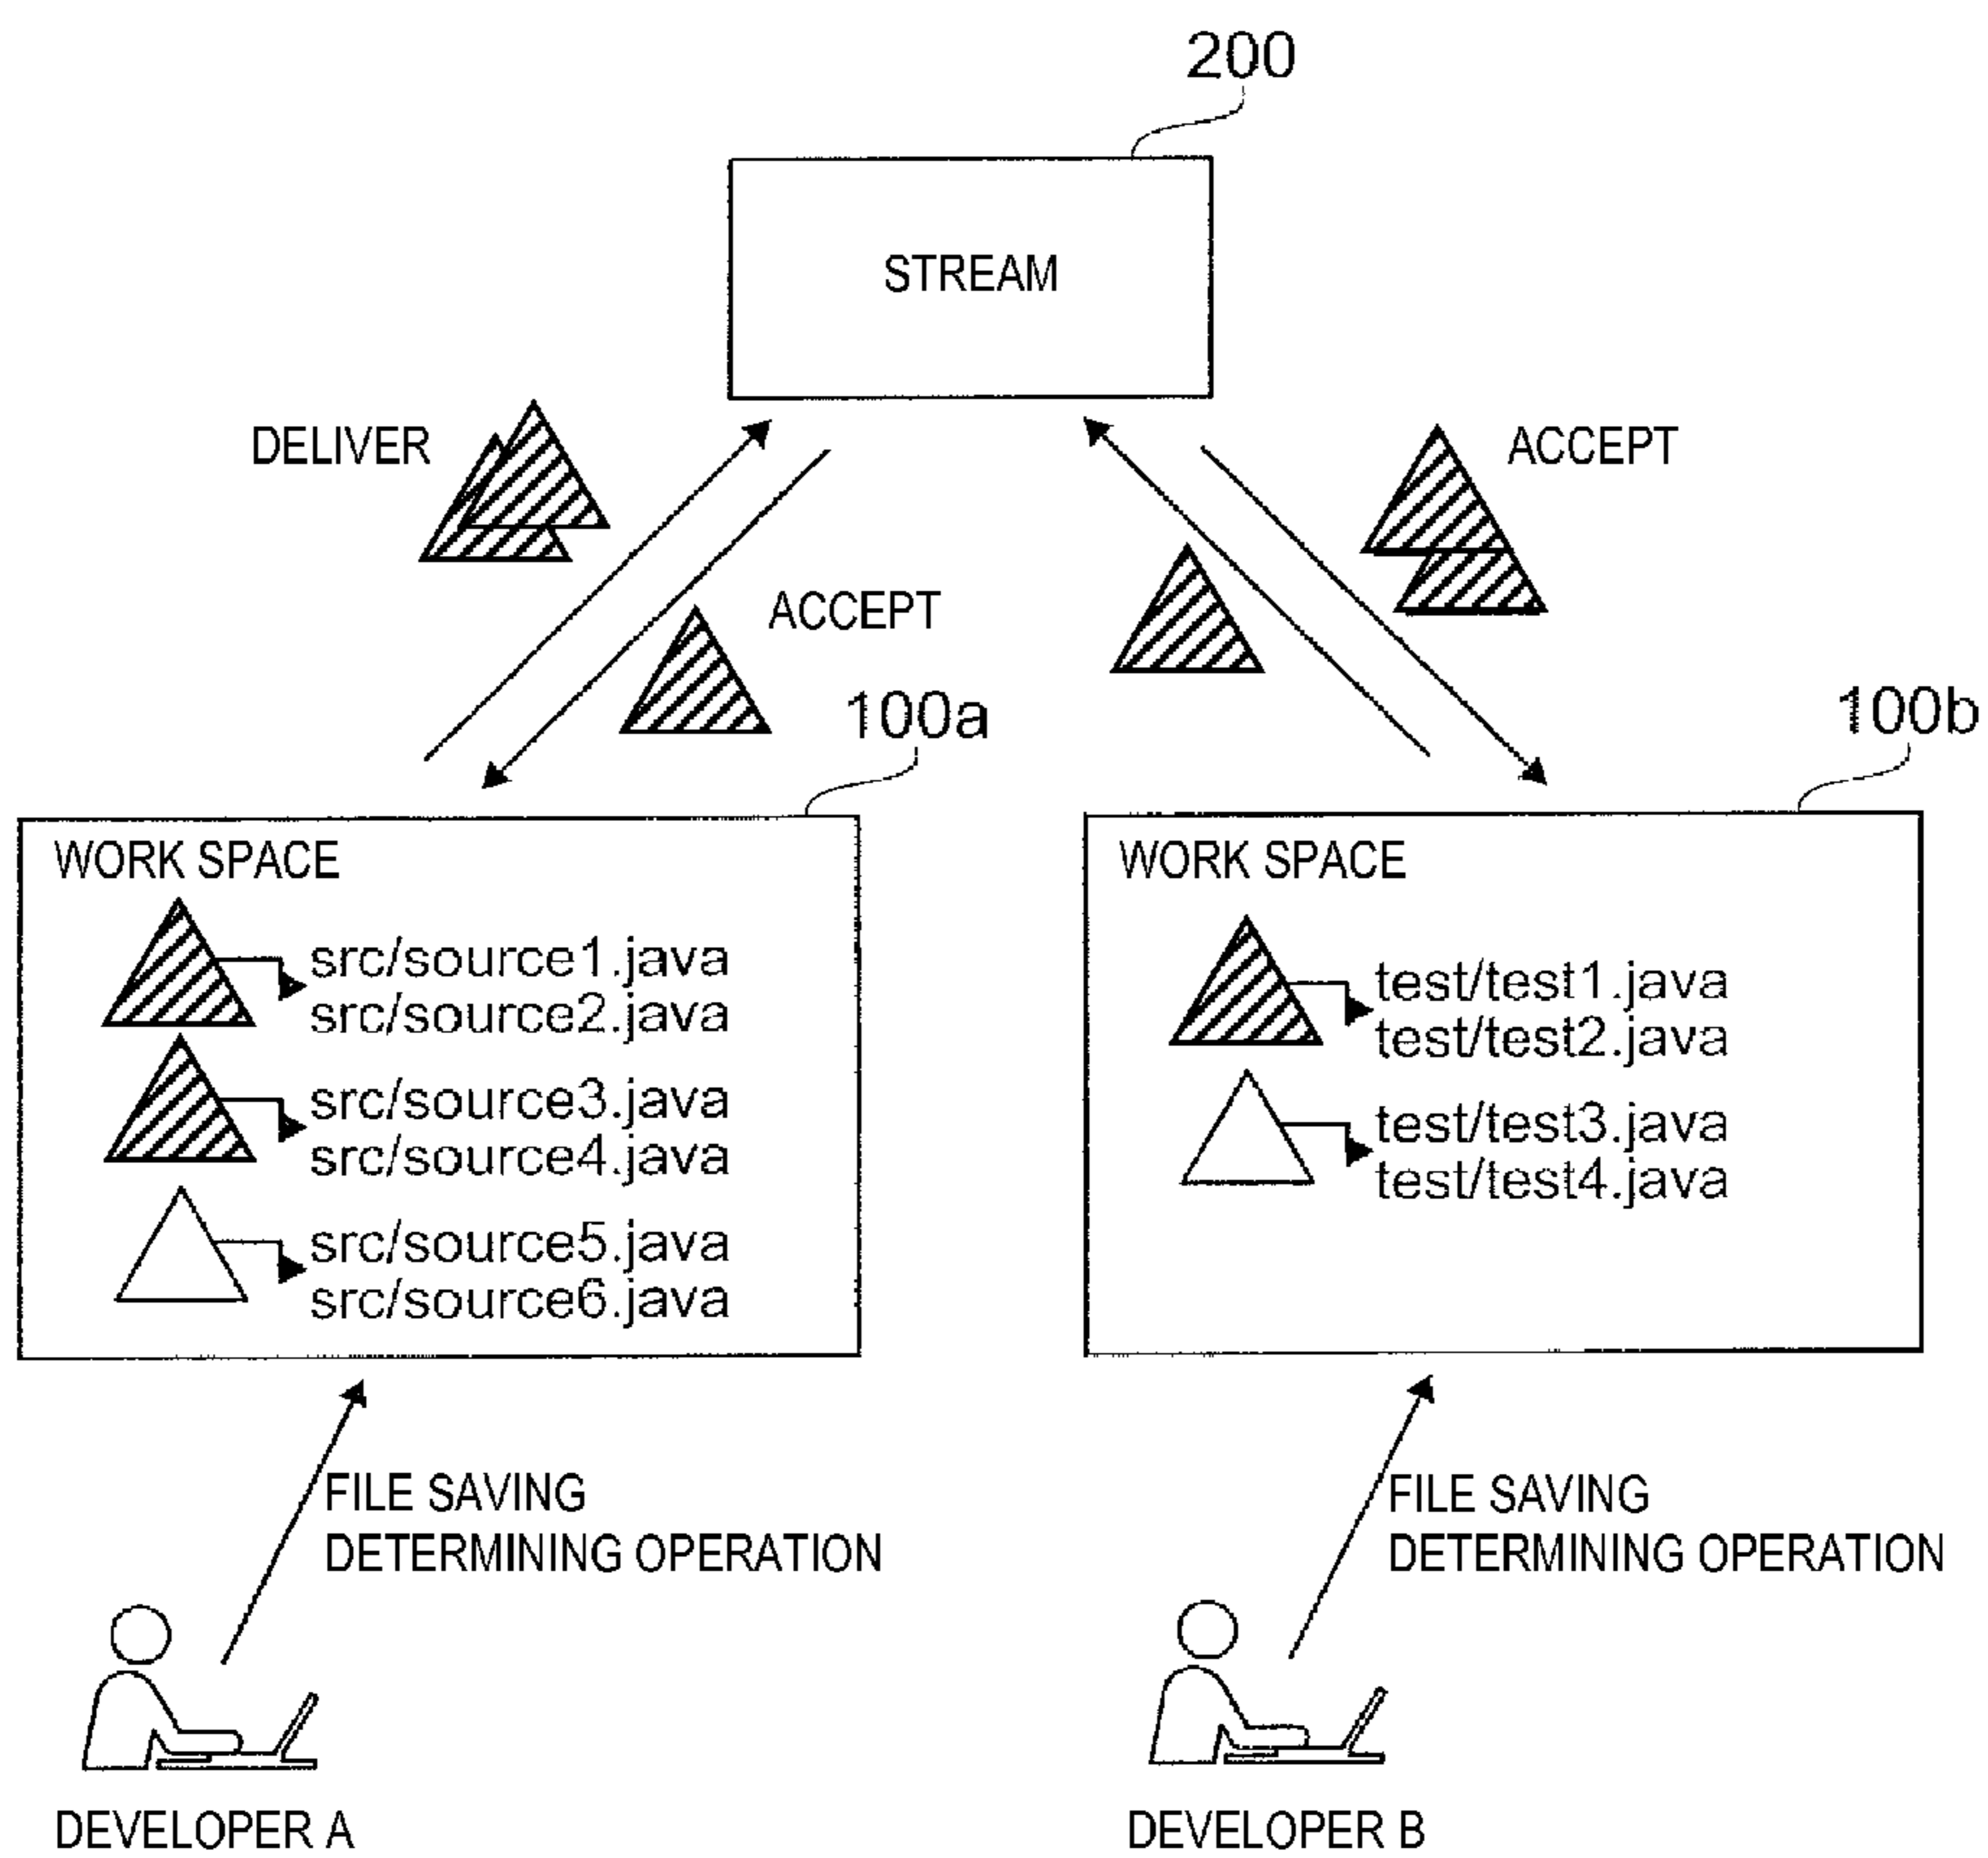 200
STREAM
DELIVER
ACCEPT
ACCEPT
100a
100b
WORK SPACE
src/source1.java
src/source2.java
src/source3.java
src/source4.java
src/source5.java
src/source6.java
WORK SPACE
test/test1.java
test/test2.java
test/test3.java
test/test4.java
FILE SAVING
DETERMINING OPERATION
FILE SAVING
DETERMINING OPERATION
DEVELOPER A
DEVELOPER B